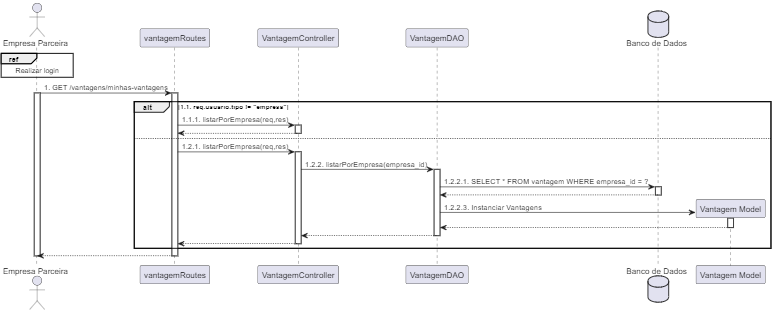 Empresa Parceira
vantagemRoutes
VantagemController
VantagemDAO
Banco de Dados
ref
Realizar login
1. GET /vantagens/minhas-vantagens
alt
[1.1. req.usuario.tipo != "empresa"]
1.1.1. listarPorEmpresa(req,res)
1.2.1. listarPorEmpresa(req,res)
1.2.2. listarPorEmpresa(empresa_id)
1.2.2.1. SELECT * FROM vantagem WHERE empresa_id = ?
1.2.2.3. Instanciar Vantagens
Vantagem Model
Empresa Parceira
vantagemRoutes
VantagemController
VantagemDAO
Banco de Dados
Vantagem Model